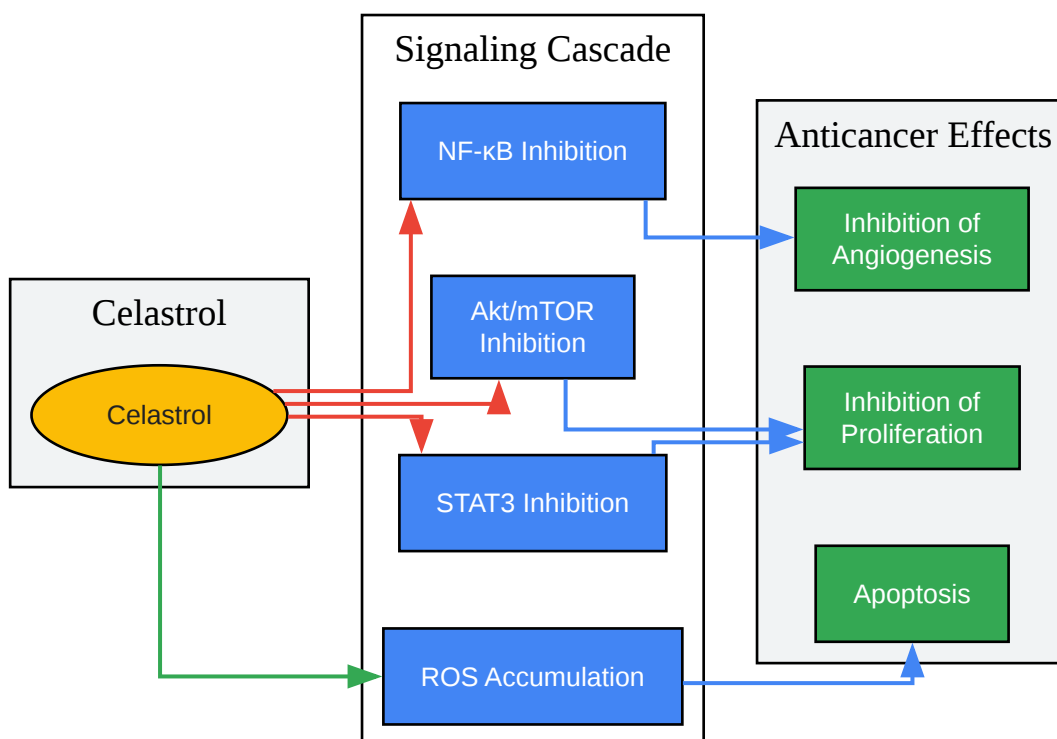 Celastrol
Celastrol
Signaling Cascade
NF-κB Inhibition
Akt/mTOR
Inhibition
STAT3 Inhibition
ROS Accumulation
Anticancer Effects
Inhibition of
Angiogenesis
Inhibition of
Proliferation
Apoptosis